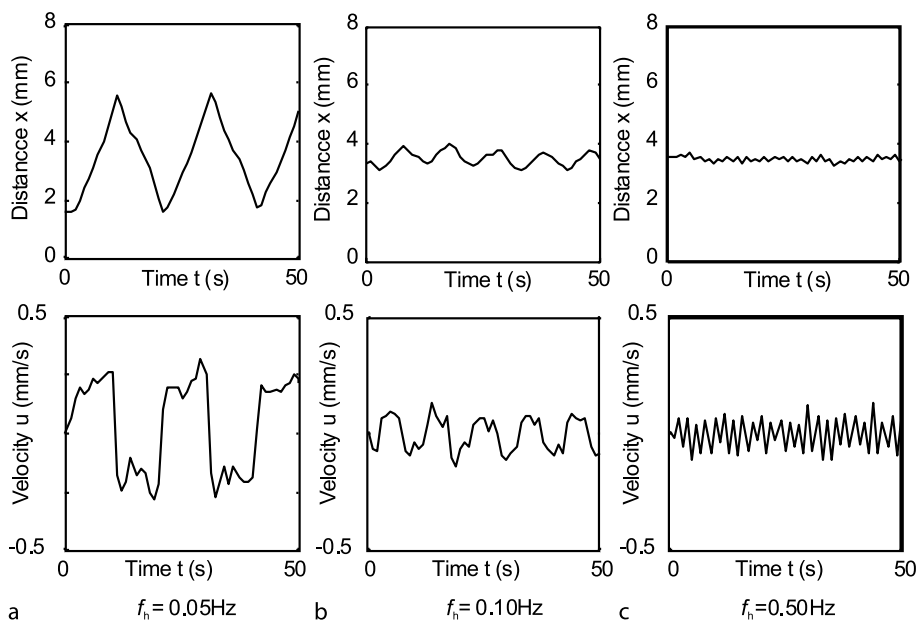 8
6
4
2
0
Distancce x (mm)
0
Time t (s)
50
8
6
4
2
0
Distancce x (mm)
0
Time t (s)
50
8
6
4
2
0
Distancce x (mm)
0
Time t (s)
50
0.5
-0.5
Velocity u (mm/s)
0
Time t (s)
50
0.5
-0.5
Velocity u (mm/s)
0
Time t (s)
50
0.5
-0.5
Velocity u (mm/s)
0
Time t (s)
50
a
fh = 0.05Hz
b
fh = 0.10Hz
c
fh =0.50Hz